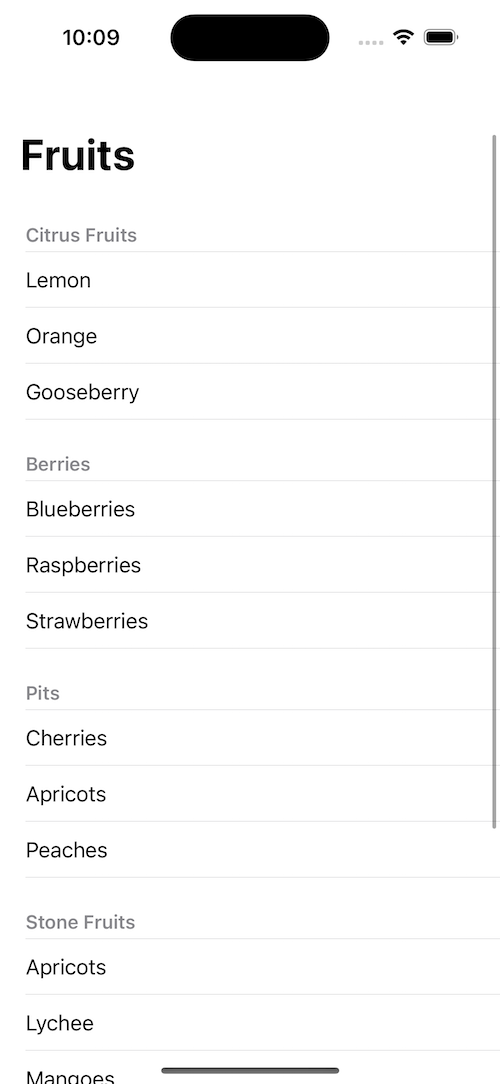 10:09
Fruits
Citrus Fruits
Lemon
Orange
Gooseberry
Berries
Blueberries
Raspberries
Strawberries
Pits
Cherries
Apricots
Peaches
Stone Fruits
Apricots
Lychee
Mangoes